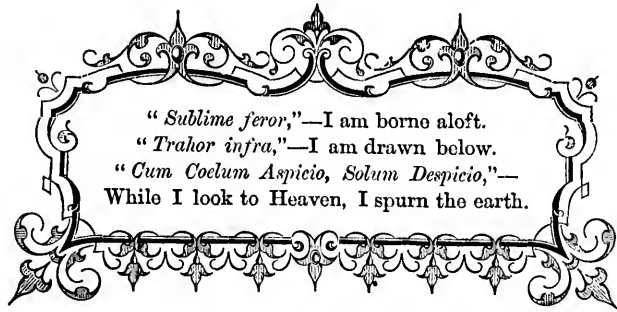 “ Sublime feror,”—I am borne aloft.
“ Trahor infra,”—I am drawn below.
“ Cum Coelum Aspicio, Solum Despicio,”—
While I look to Heaven, I spurn the earth.